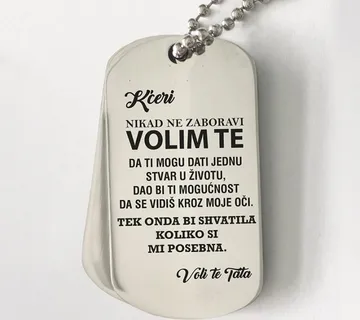 K'ćeri
NIKAD NE ZABORAVI
VOLIM TE
DA TI MOGU DATI JEDNU
STVAR U ŽIVOTU,
DAO BI TI MOGUĆNOST
DA SE VIDIŠ KROZ MOJE OČI.
TEK ONDA BI SHVATILA
KOLIKO SI
MI POSEBNA.
Voli te Tata